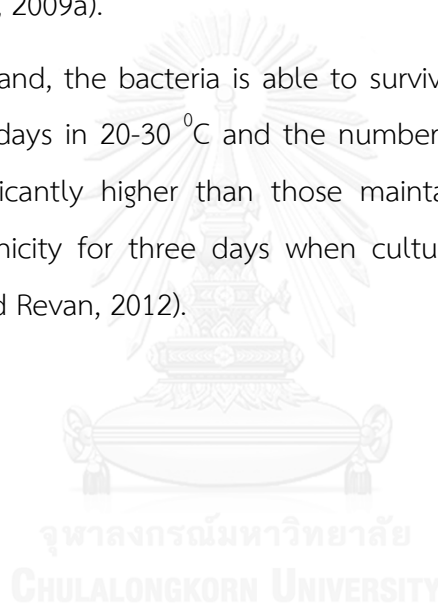 , 2009a).
and, the bacteria is able to surviv
days in 20-30 ⁰C and the number
icantly higher than those mainta
nicity for three days when cultu
d Revan, 2012).
จุฬาลงกรณ์มหาวิทยาลัย
CHULALONGKORN UNIVERSITY